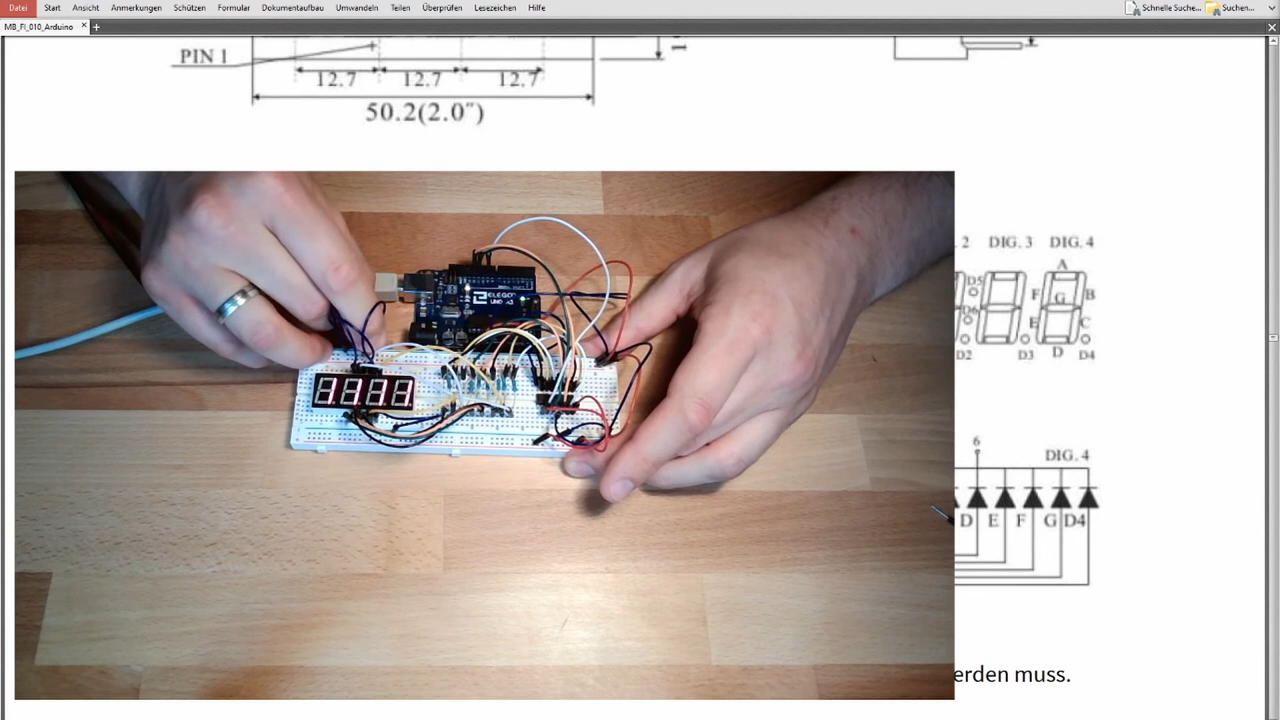 Datei Start Ansicht Anmerkungen Schützen Formular Dokumentaufbau Umwandeln Teilen Überprüfen Lesezeichen Hilfe Schnelle Suche... Suchen...
MB_FI_010_Arduino
PIN 1
12.7 12.7 12.7
50.2(2.0")
2 DIG. 3 DIG. 4
A
D5 F G B
D6 E C
D2 D3 D D4
ELEGOO
UNO R3
6
DIG. 4
D E F G D4
erden muss.